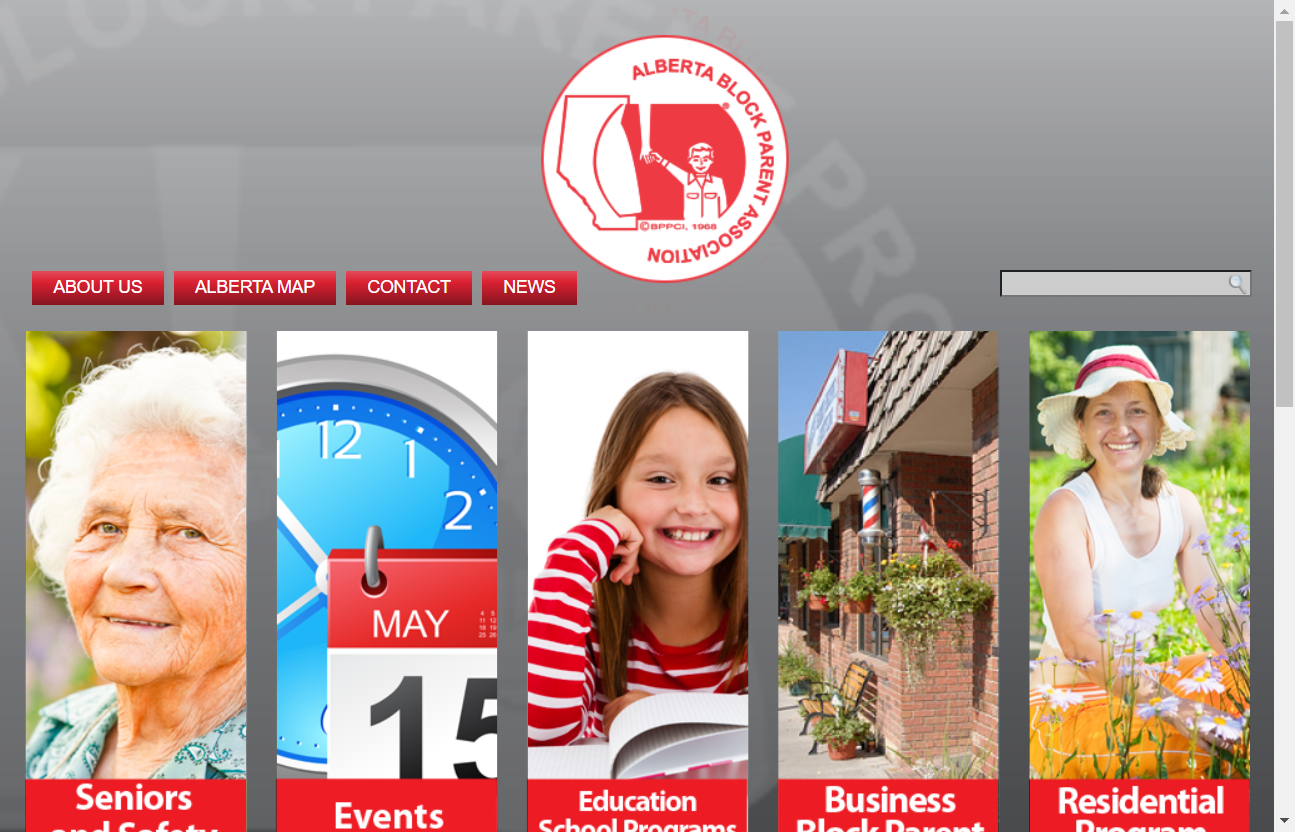 ALBERTA BLOCK PARENT ASSOCIATION
©BPPCI, 1968
ABOUT US
ALBERTA MAP
CONTACT
NEWS
12
1
2
MAY
15
Seniors
and Safety
Events
Education
School Programs
Business
Block Parent
Residential
Program